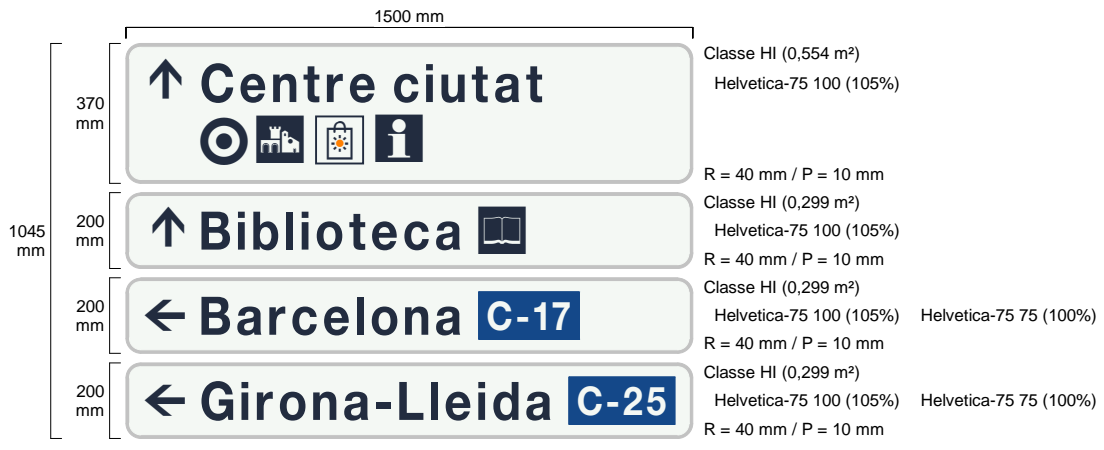 1500 mm
1045 mm
370 mm
Centre ciutat
i
Classe HI (0,554 m²)
Helvetica-75 100 (105%)
R = 40 mm / P = 10 mm
200 mm
Biblioteca
Classe HI (0,299 m²)
Helvetica-75 100 (105%)
R = 40 mm / P = 10 mm
200 mm
Barcelona C-17
Classe HI (0,299 m²)
Helvetica-75 100 (105%) Helvetica-75 75 (100%)
R = 40 mm / P = 10 mm
200 mm
Girona-Lleida C-25
Classe HI (0,299 m²)
Helvetica-75 100 (105%) Helvetica-75 75 (100%)
R = 40 mm / P = 10 mm